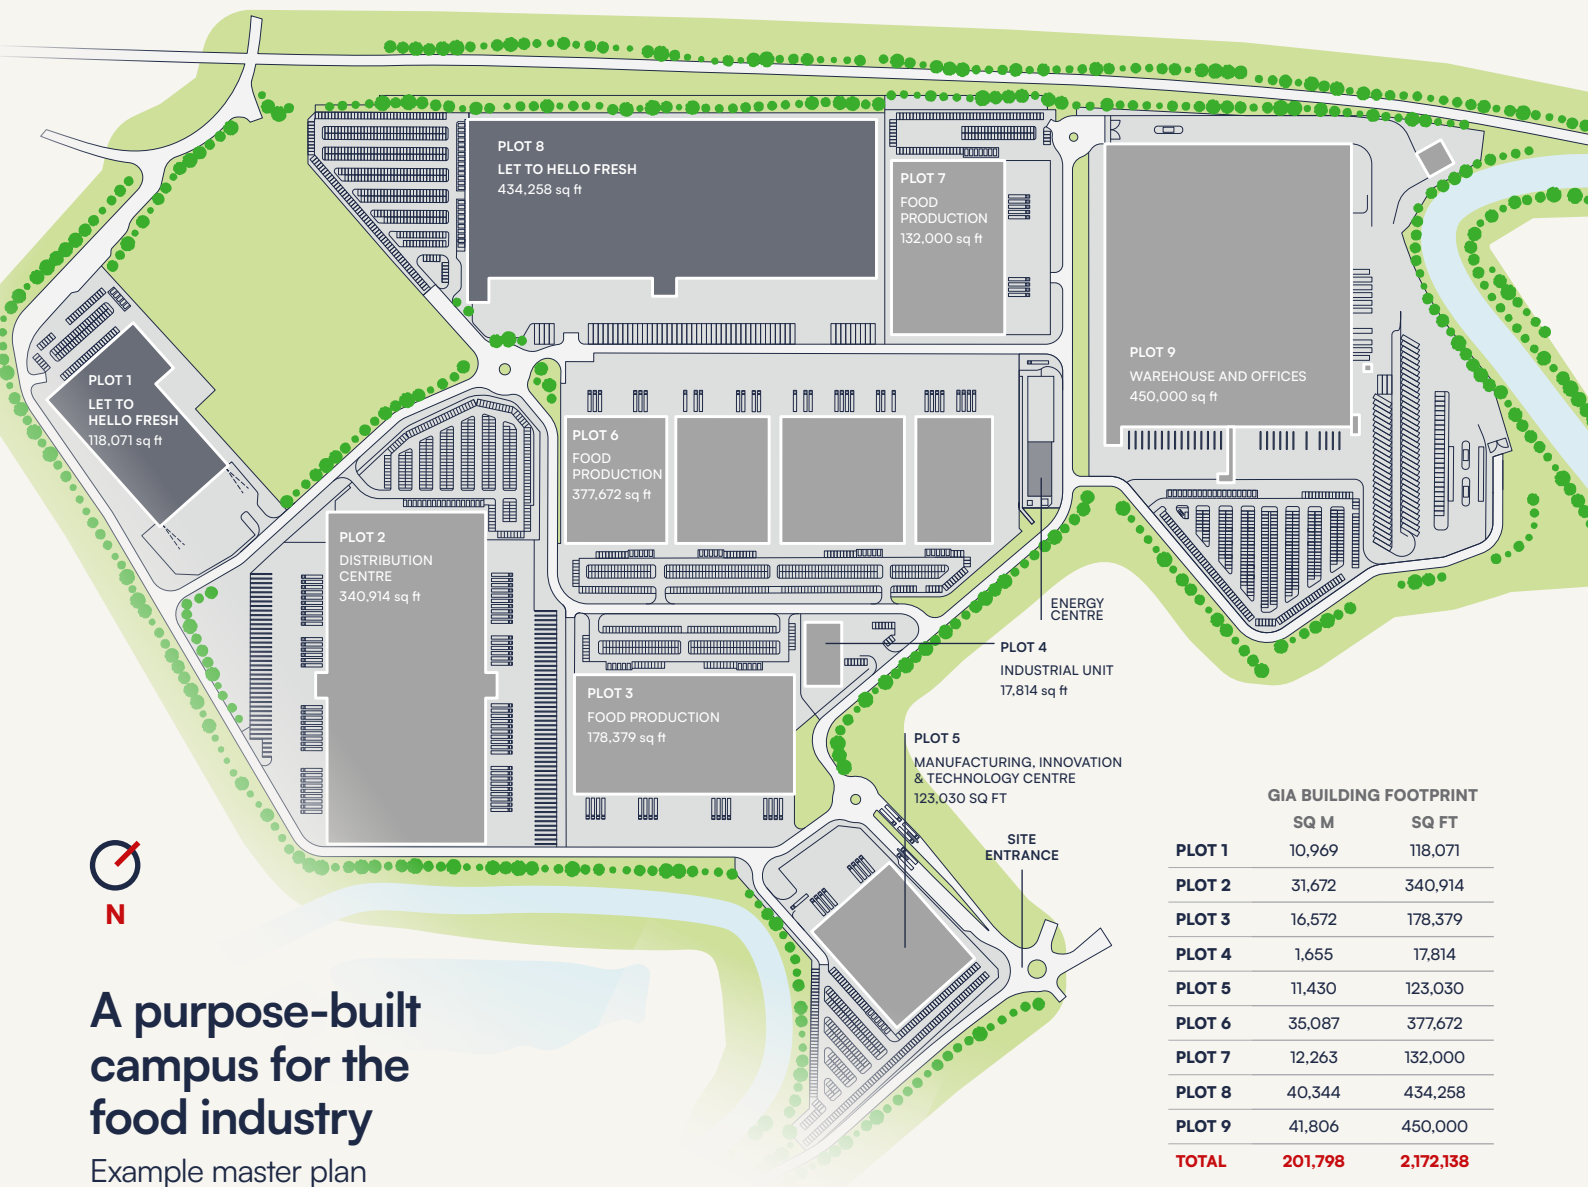 PLOT 8
LET TO HELLO FRESH
434,258 sq ft
PLOT 7
FOOD
PRODUCTION
132,000 sq ft
PLOT 9
WAREHOUSE AND OFFICES
450,000 sq ft
PLOT 1
LET TO
HELLO FRESH
118,071 sq ft
PLOT 6
FOOD
PRODUCTION
377,672 sq ft
PLOT 2
DISTRIBUTION
CENTRE
340,914 sq ft
ENERGY
CENTRE
PLOT 4
INDUSTRIAL UNIT
17,814 sq ft
PLOT 3
FOOD PRODUCTION
178,379 sq ft
PLOT 5
MANUFACTURING, INNOVATION
& TECHNOLOGY CENTRE
123,030 SQ FT
SITE
ENTRANCE
N
A purpose-built
campus for the
food industry
Example master plan
GIA BUILDING FOOTPRINT
SQ M SQ FT
PLOT 1 10,969 118,071
PLOT 2 31,672 340,914
PLOT 3 16,572 178,379
PLOT 4 1,655 17,814
PLOT 5 11,430 123,030
PLOT 6 35,087 377,672
PLOT 7 12,263 132,000
PLOT 8 40,344 434,258
PLOT 9 41,806 450,000
TOTAL 201,798 2,172,138